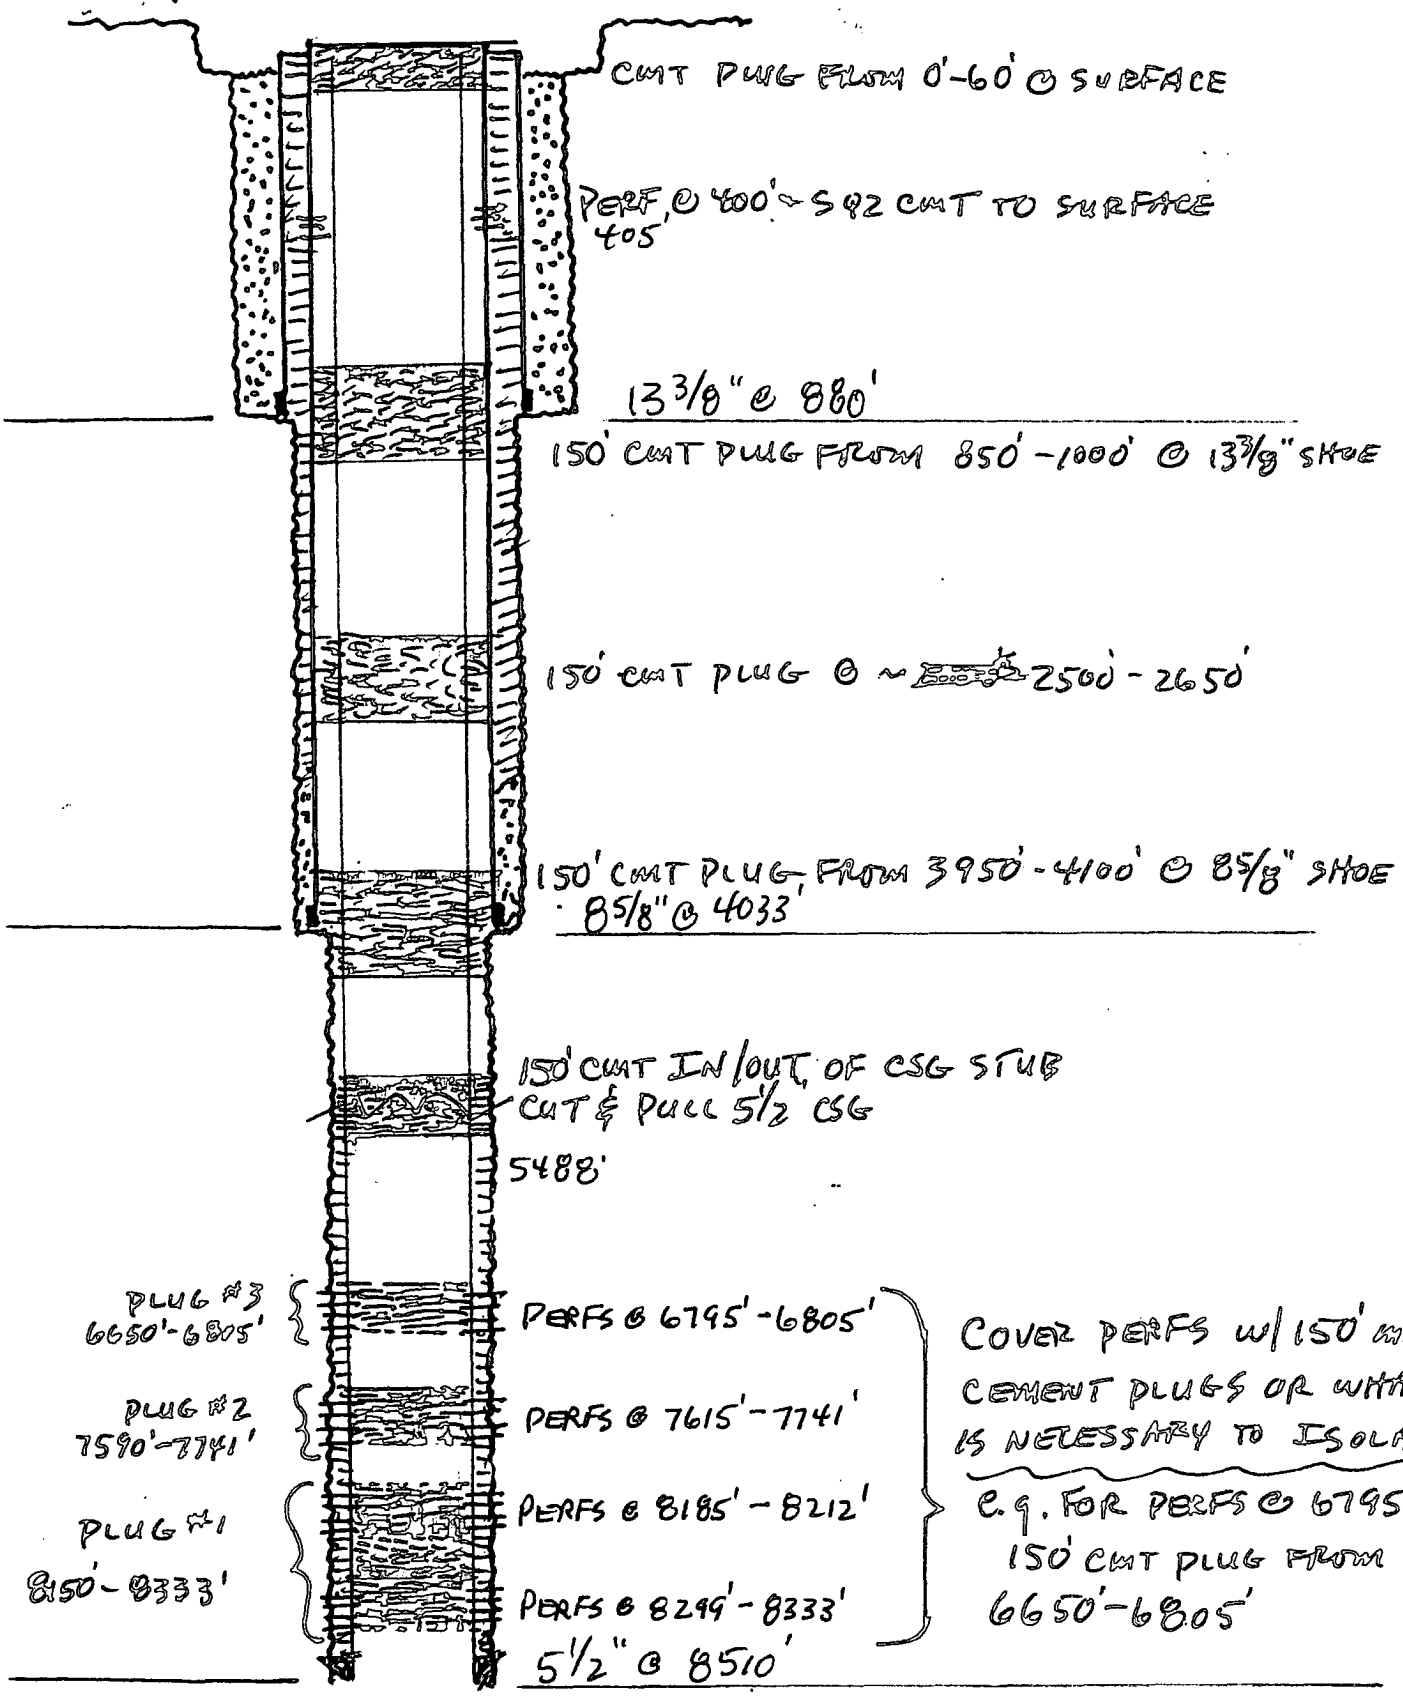 CMT PLUG FROM 0'-60' @ SURFACE
PERF, @ 400' ~ SQZ CMT TO SURFACE
405'
13 3/8" @ 880'
150' CMT PLUG FROM 850'-1000' @ 13 3/8" SHOE
150' CMT PLUG @ ~ 2500'-2650'
150' CMT PLUG, FROM 3950'-4100' @ 8 5/8" SHOE
8 5/8" @ 4033'
150' CMT IN/OUT, OF CSG STUB
CUT & PULL 5 1/2" CSG
5488'
PLUG #3
6650'-6805'
PERFS @ 6795'-6805'
PLUG #2
7590'-7741'
PERFS @ 7615'-7741'
PLUG #1
8150'-8333'
PERFS @ 8185'-8212'
PERFS @ 8299'-8333'
5 1/2" @ 8510'
COVER PERFS W/ 150'
CEMENT PLUGS OR
IS NECESSARY TO
e.g. FOR PERFS @ 6795
150' CMT PLUG FROM
6650'-6805'